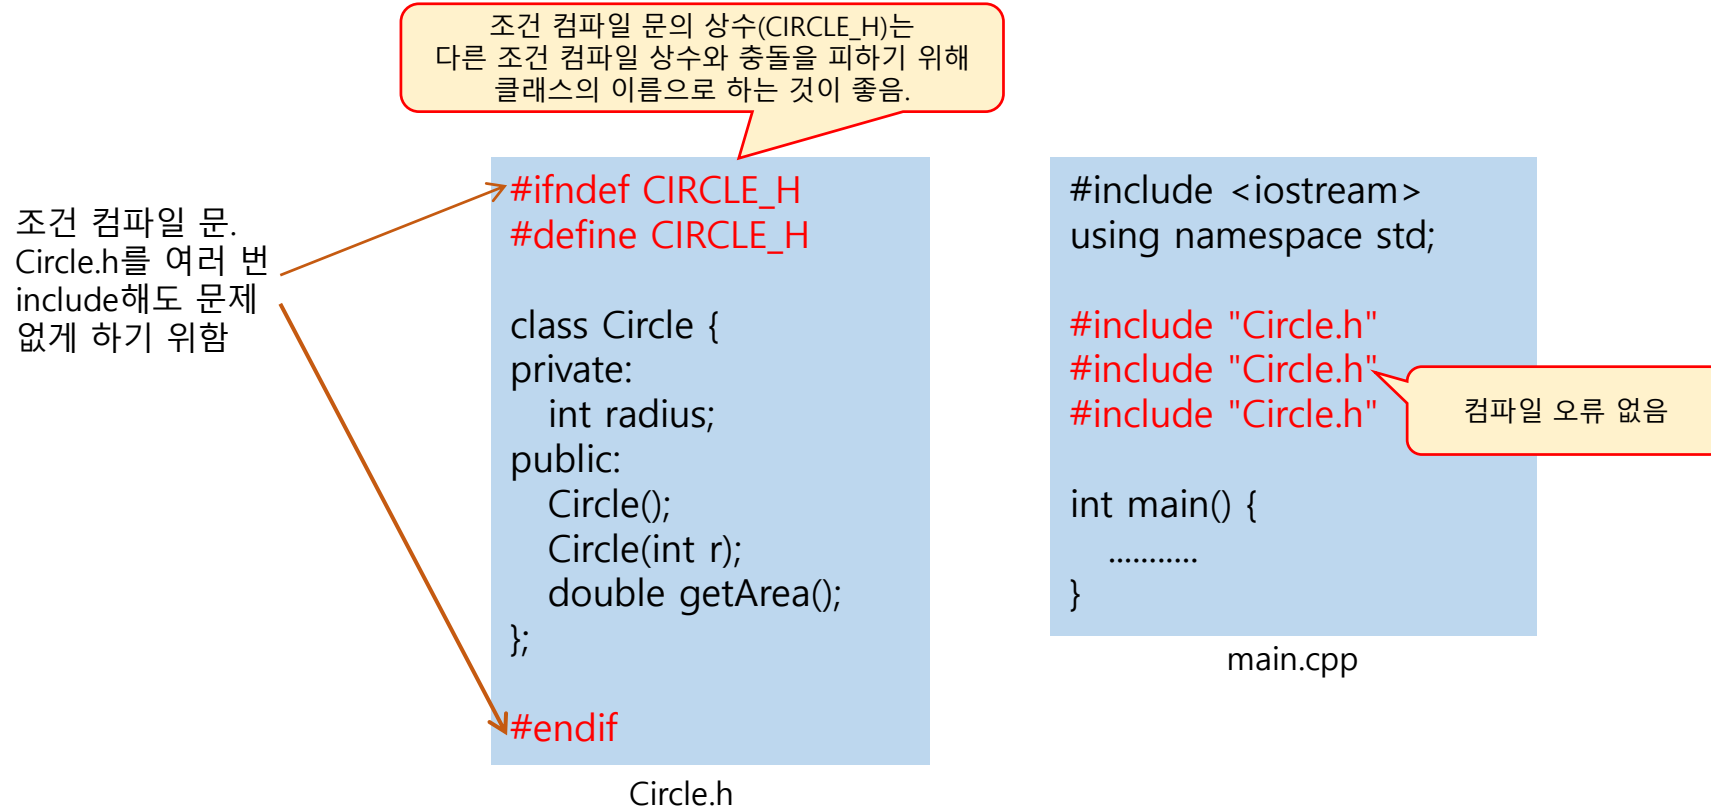 조건 컴파일 문의 상수(CIRCLE_H)는
다른 조건 컴파일 상수와 충돌을 피하기 위해
클래스의 이름으로 하는 것이 좋음.
조건 컴파일 문.
Circle.h를 여러 번
include해도 문제
없게 하기 위함
#ifndef CIRCLE_H
#define CIRCLE_H
class Circle {
private:
int radius;
public:
Circle();
Circle(int r);
double getArea();
};
#endif
Circle.h
#include <iostream>
using namespace std;
#include "Circle.h"
#include "Circle.h"
#include "Circle.h"
컴파일 오류 없음
int main() {
...........
}
main.cpp